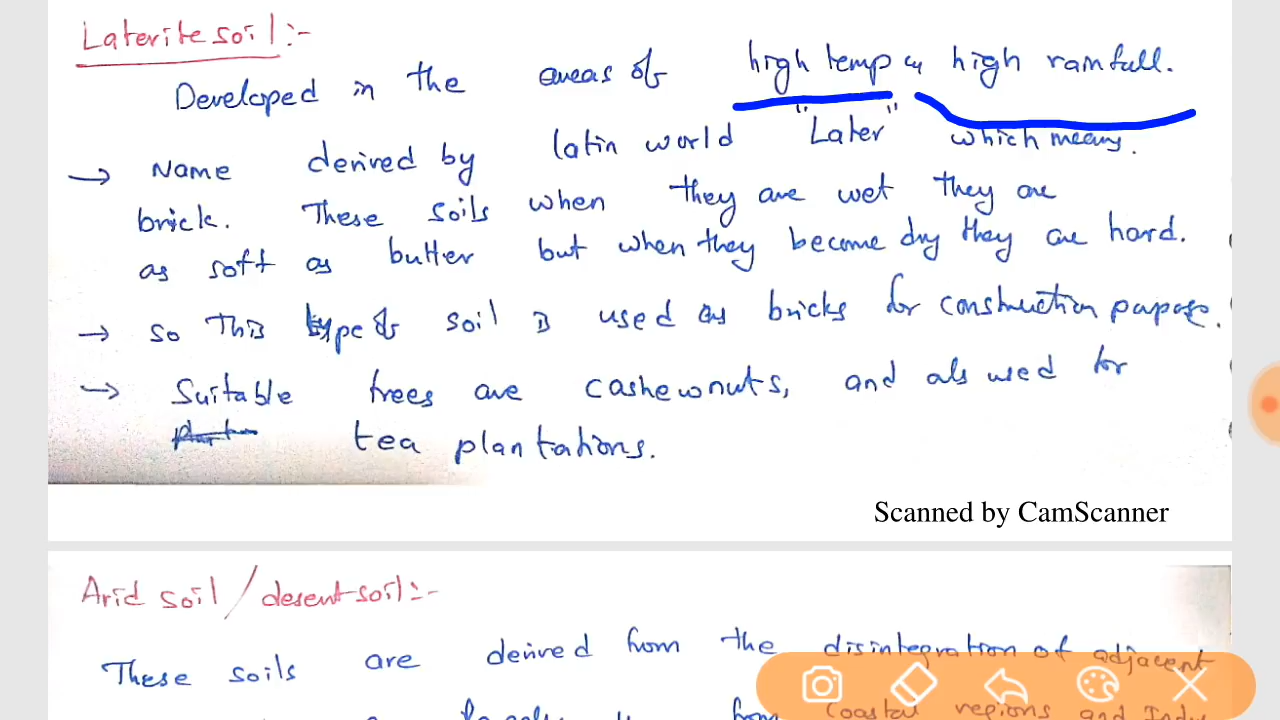 Laterite soil :-
Developed in the areas of high temp & high rainfall.
→ Name derived by latin world "Later" which means
brick. These soils when they are wet they are
as soft as butter but when they become dry they are hard.
→ so This type of soil is used as bricks for construction purpose.
→ Suitable trees are cashewnuts, and als used for
tea plantations.
Scanned by CamScanner
Arid soil / desert soil :-
These soils are derived from the disintegration of adjacent
from coastal regions and Indu